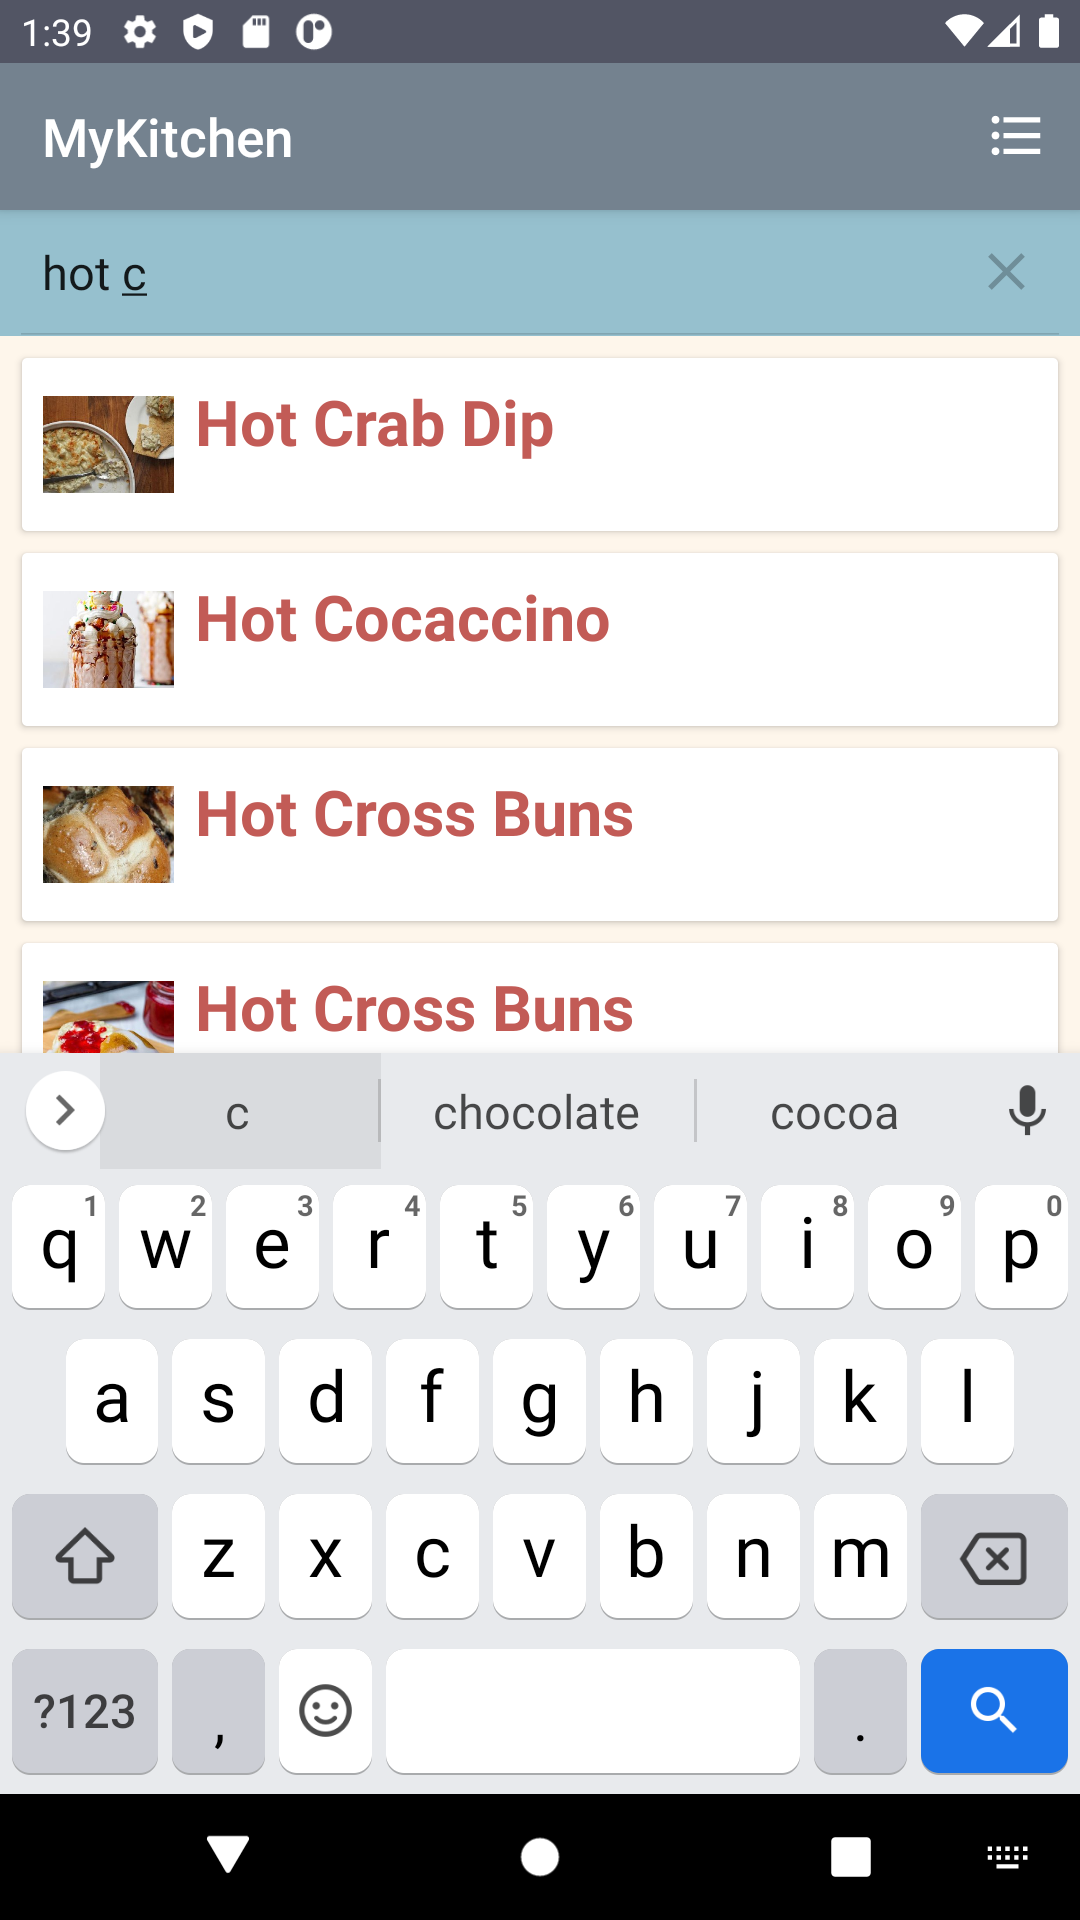 1:39
MyKitchen
hot c
Hot Crab Dip
Hot Cocaccino
Hot Cross Buns
Hot Cross Buns
c chocolate cocoa
q1 w2 e3 r4 t5 y6 u7 i8 o9 p0
a s d f g h j k l
z x c v b n m
?123 , .